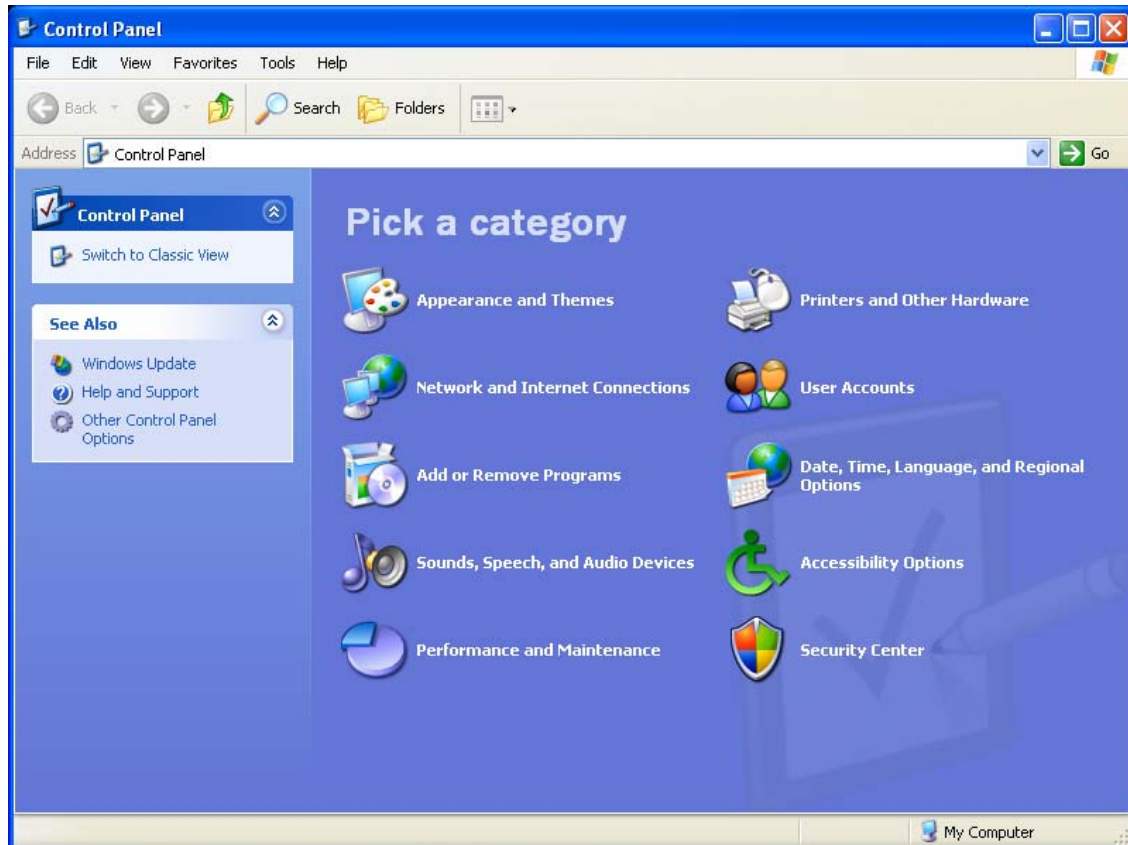 Control Panel
File Edit View Favorites Tools Help
Back Search Folders
Address Control Panel Go
Control Panel
Switch to Classic View
See Also
Windows Update
Help and Support
Other Control Panel
Options
Pick a category
Appearance and Themes
Printers and Other Hardware
Network and Internet Connections
User Accounts
Add or Remove Programs
Date, Time, Language, and Regional
Options
Sounds, Speech, and Audio Devices
Accessibility Options
Performance and Maintenance
Security Center
My Computer